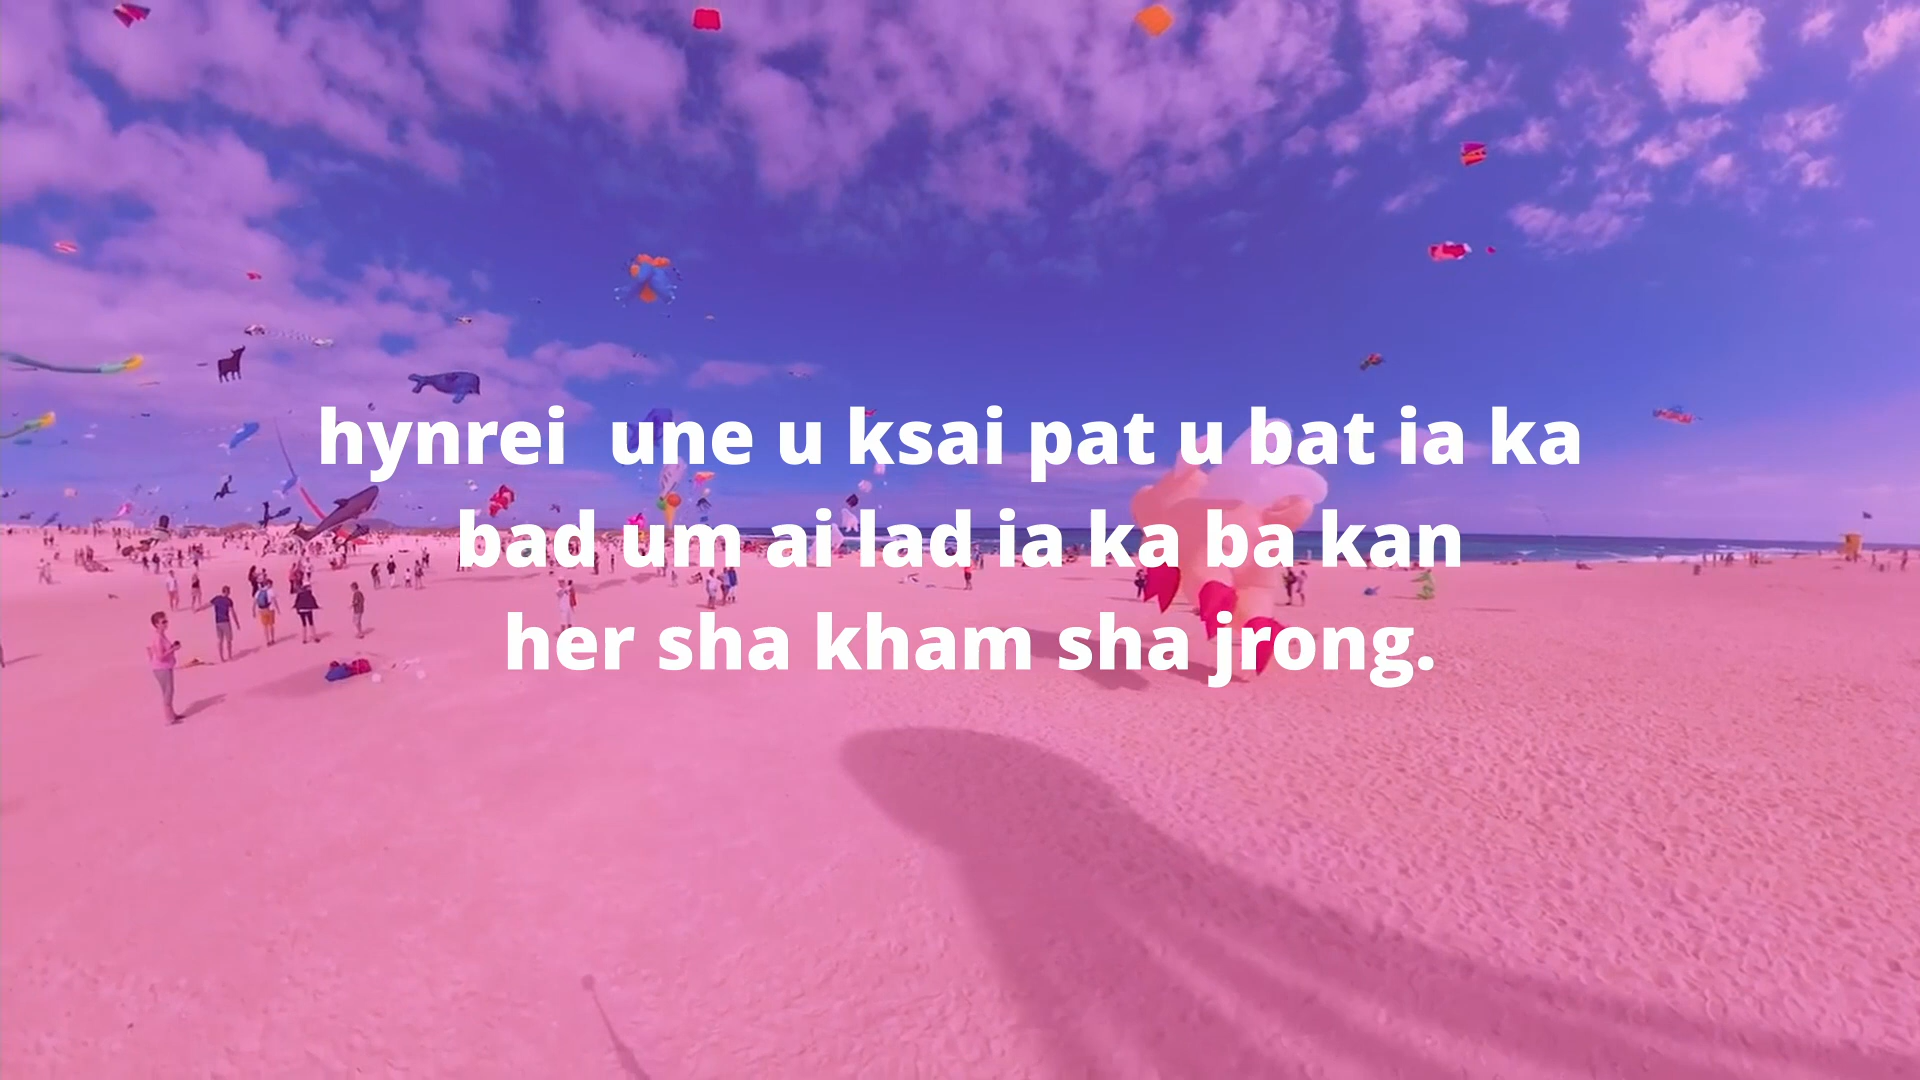 hynrei  une u ksai pat u bat ia ka
bad um ai lad ia ka ba kan
her sha kham sha jrong.